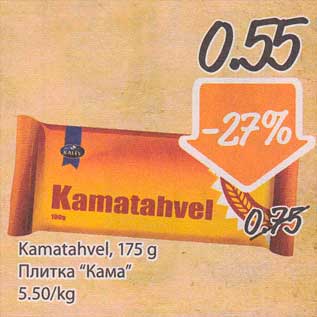 0.55
-27%
KALEV
Kamatahvel
100g
0.75
Kamatahvel, 175 g
Плитка “Кама”
5.50/kg